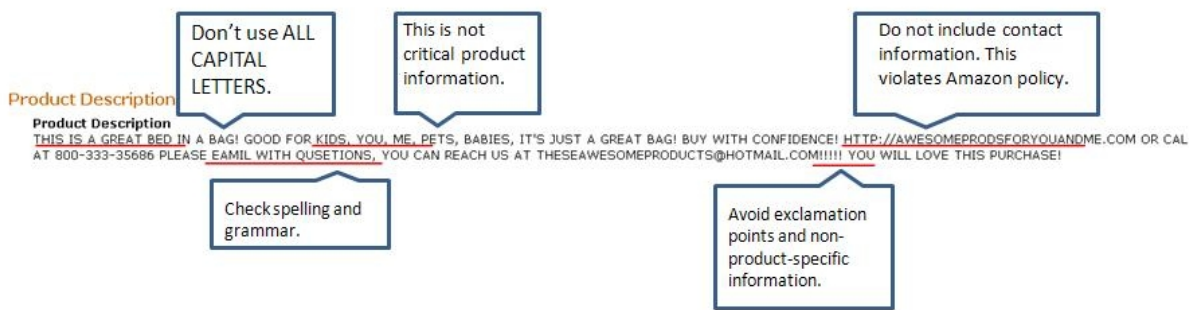 Don't use ALL
CAPITAL
LETTERS.
This is not
critical product
information.
Do not include contact
information. This
violates Amazon policy.
Product Description
Product Description
THIS IS A GREAT BED IN A BAG! GOOD FOR KIDS, YOU, ME, PETS, BABIES, IT'S JUST A GREAT BAG! BUY WITH CONFIDENCE! HTTP://AWESOMEPRODSFORYOUANDME.COM OR CAL
AT 800-333-35686 PLEASE EAMIL WITH QUSETIONS, YOU CAN REACH US AT THESEAWESOMEPRODUCTS@HOTMAIL.COM!!!!! YOU WILL LOVE THIS PURCHASE!
Check spelling and
grammar.
Avoid exclamation
points and non-
product-specific
information.